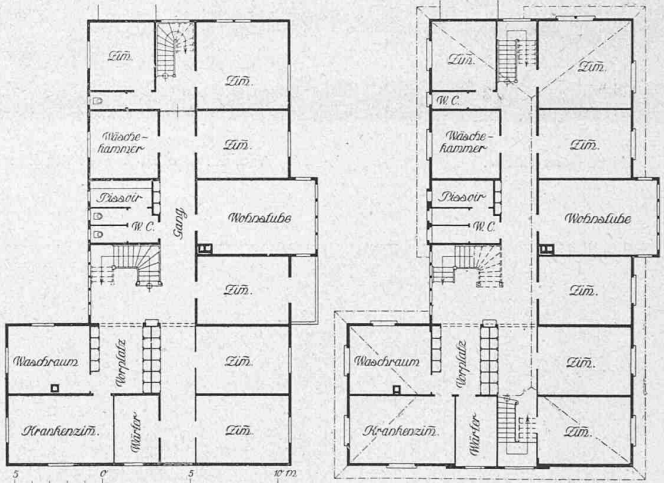 Zim̄.
Zim̄.
Wäsche-
kammer
Zim̄.
Pissoir
W.C.
Gang
Wohnstube
Zim̄.
Waschraum
Vorplatz
Zim̄.
Krankenzim̄.
Wärter
Zim̄.
5 0 5 10 m.
Zim̄.
Zim̄.
W.C.
Wäsche-
kammer
Zim̄.
Pissoir
W.C.
Wohnstube
Zim̄.
Waschraum
Vorplatz
Zim̄.
Krankenzim̄.
Wärter
Zim̄.